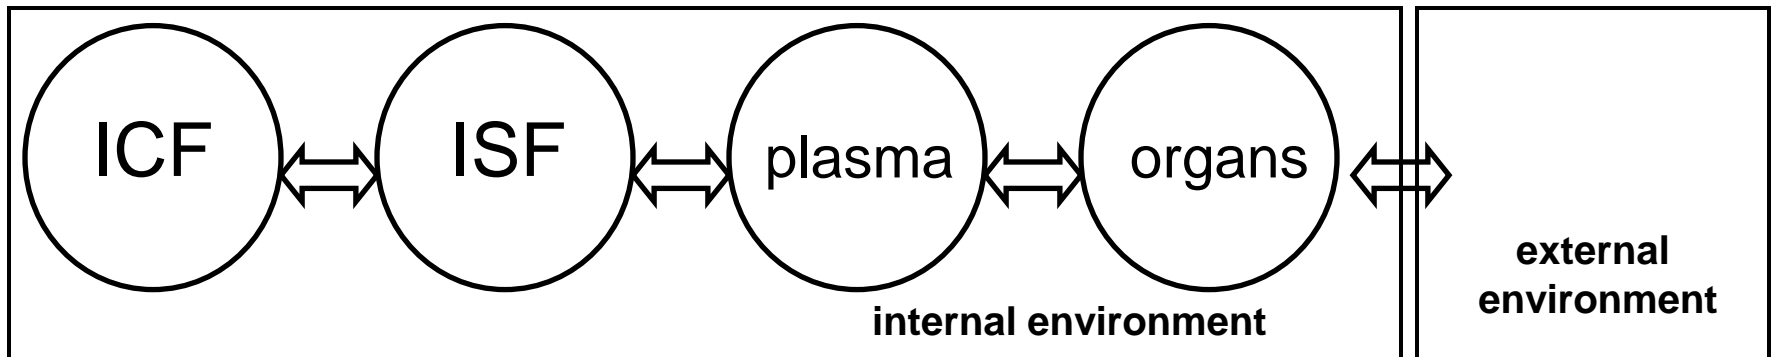 ICF
ISF
plasma
organs
internal environment
external
environment